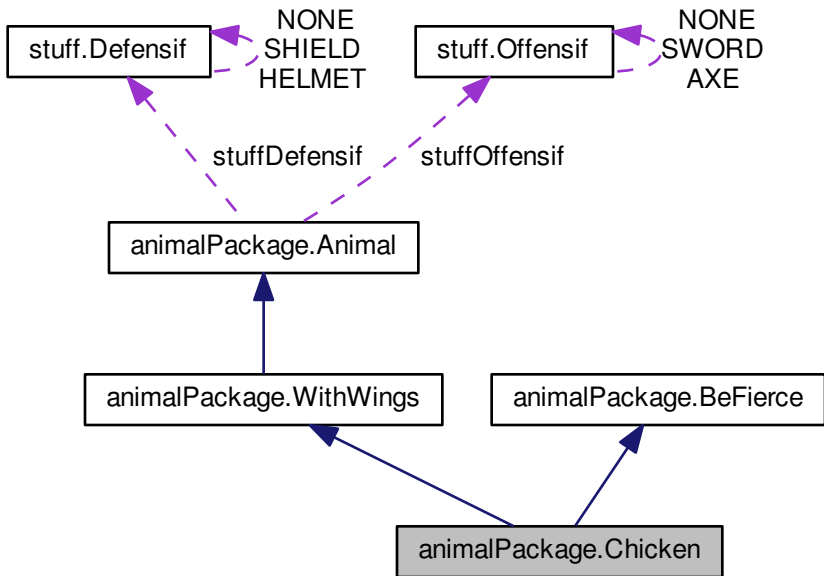 NONE
stuff.Defensif
SHIELD
HELMET
NONE
stuff.Offensif
SWORD
AXE
stuffDefensif
stuffOffensif
animalPackage.Animal
animalPackage.WithWings
animalPackage.BeFierce
animalPackage.Chicken